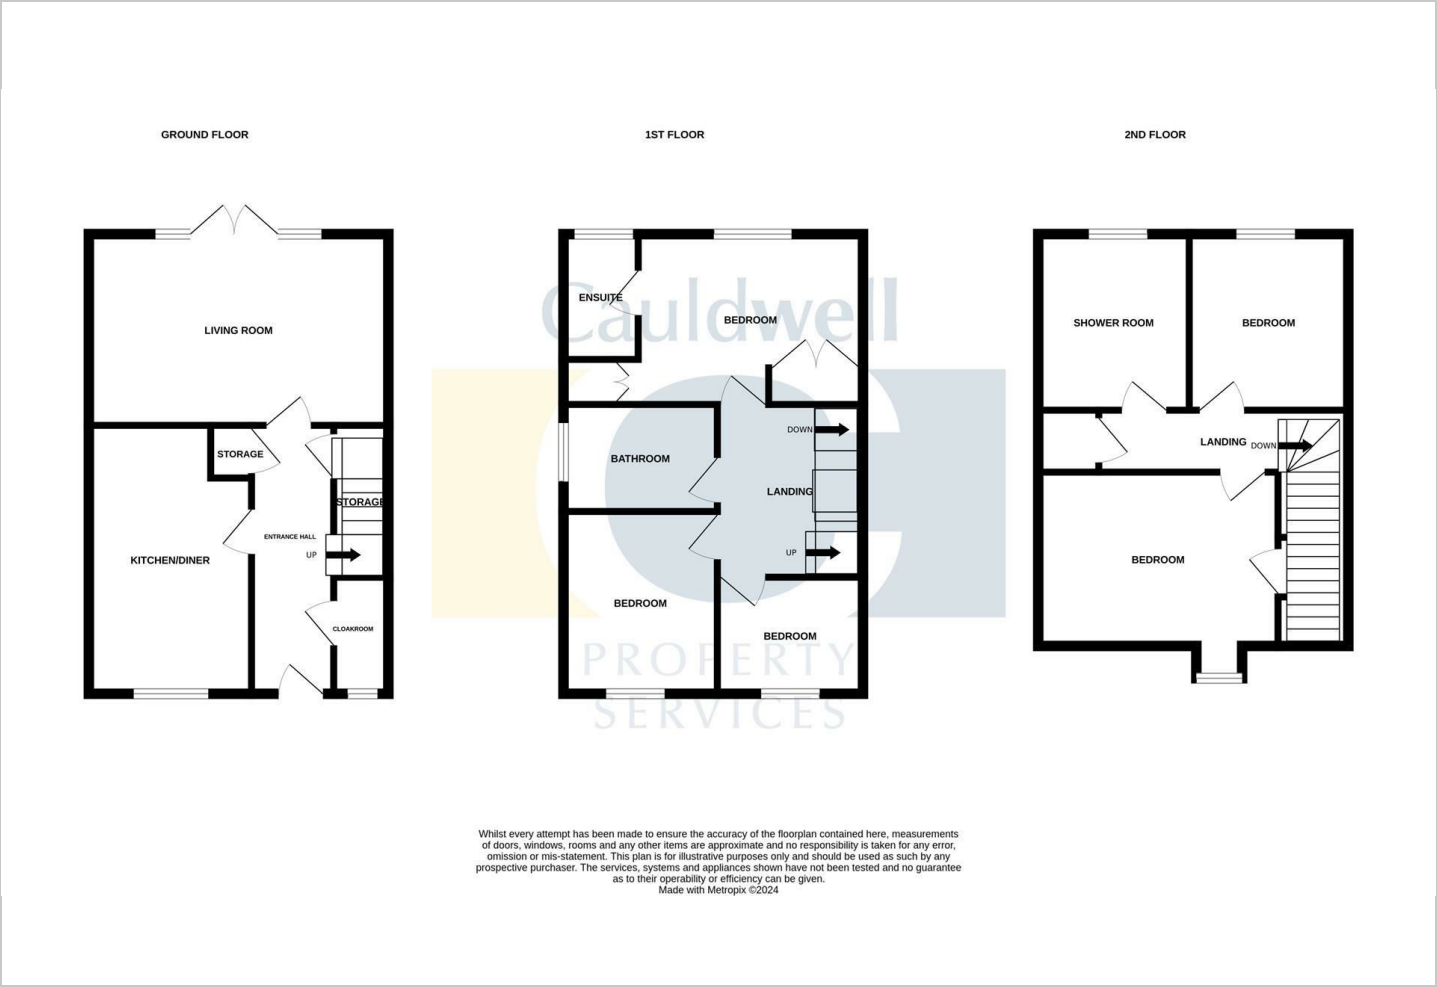 GROUND FLOOR
1ST FLOOR
2ND FLOOR
LIVING ROOM
STORAGE
STORAGE
ENTRANCE HALL
UP
KITCHEN/DINER
CLOAKROOM
ENSUITE
BEDROOM
DOWN
BATHROOM
LANDING
UP
BEDROOM
BEDROOM
SHOWER ROOM
BEDROOM
LANDING
DOWN
BEDROOM
Cauldwell
PROPERTY
SERVICES
Whilst every attempt has been made to ensure the accuracy of the floorplan contained here, measurements
of doors, windows, rooms and any other items are approximate and no responsibility is taken for any error,
omission or mis-statement. This plan is for illustrative purposes only and should be used as such by any
prospective purchaser. The services, systems and appliances shown have not been tested and no guarantee
as to their operability or efficiency can be given.
Made with Metropix ©2024